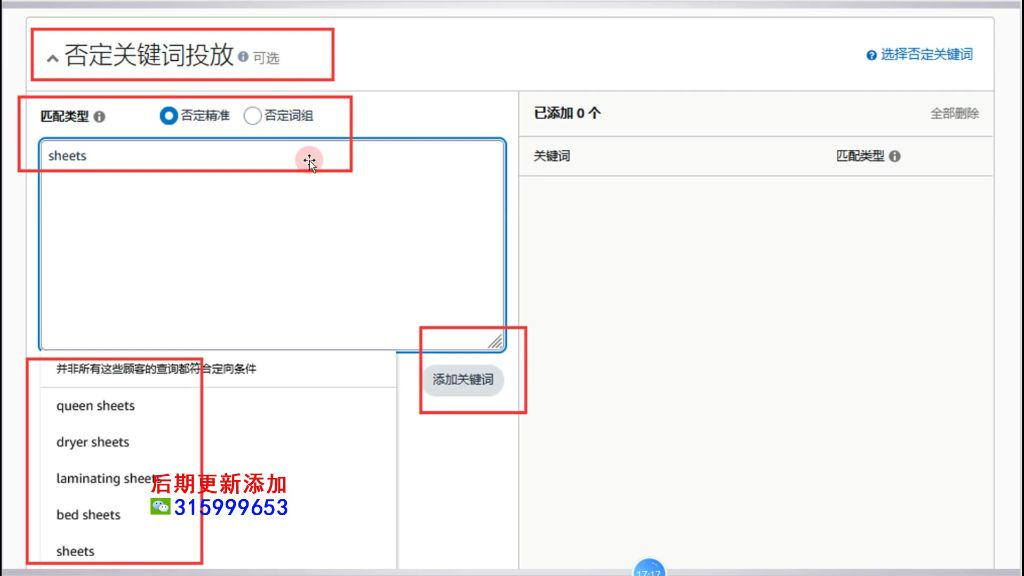 否定关键词投放 可选
选择否定关键词
匹配类型 否定精准 否定词组
sheets
已添加 0 个 全部删除
关键词 匹配类型
添加关键词
并非所有这些顾客的查询都符合定向条件
queen sheets
dryer sheets
laminating sheets
bed sheets
sheets
后期更新添加
315999653
17:17